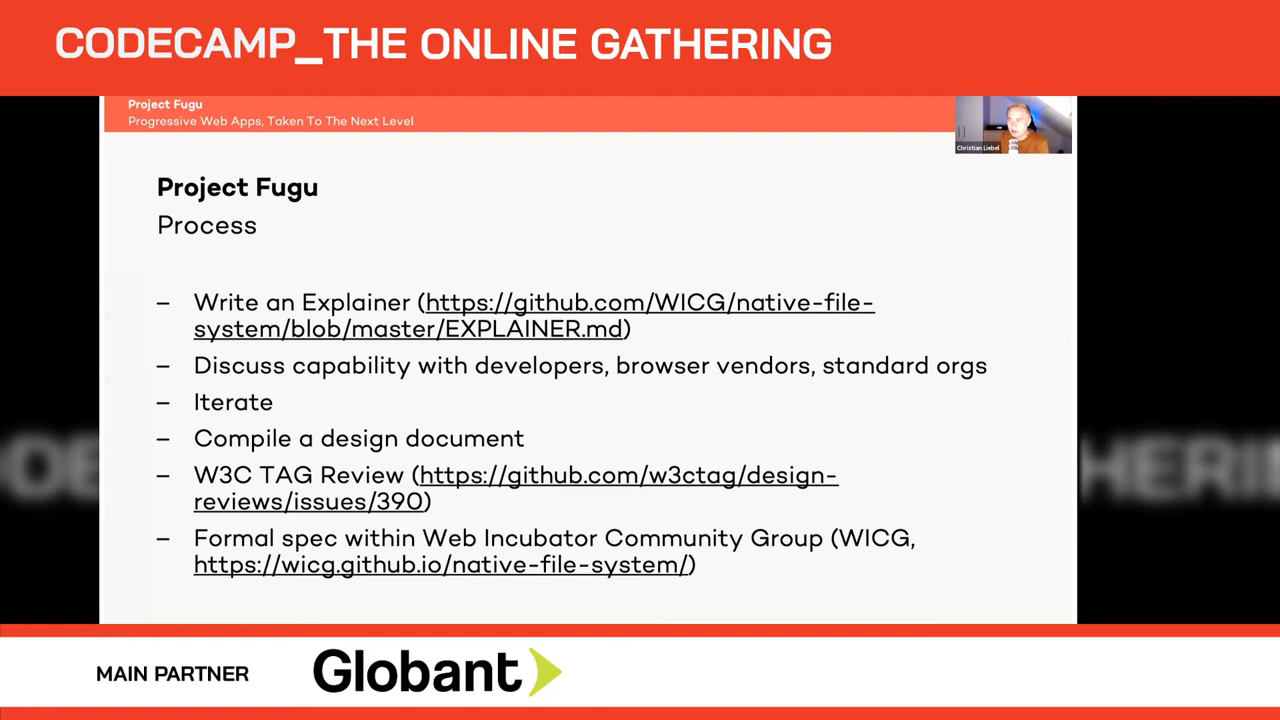 CODECAMP_THE ONLINE GATHERING
Project Fugu
Progressive Web Apps, Taken To The Next Level
Christian Liebel
Project Fugu
Process
– Write an Explainer (https://github.com/WICG/native-file-
system/blob/master/EXPLAINER.md)
– Discuss capability with developers, browser vendors, standard orgs
– Iterate
– Compile a design document
– W3C TAG Review (https://github.com/w3ctag/design-
reviews/issues/390)
– Formal spec within Web Incubator Community Group (WICG,
https://wicg.github.io/native-file-system/)
MAIN PARTNER
Globant